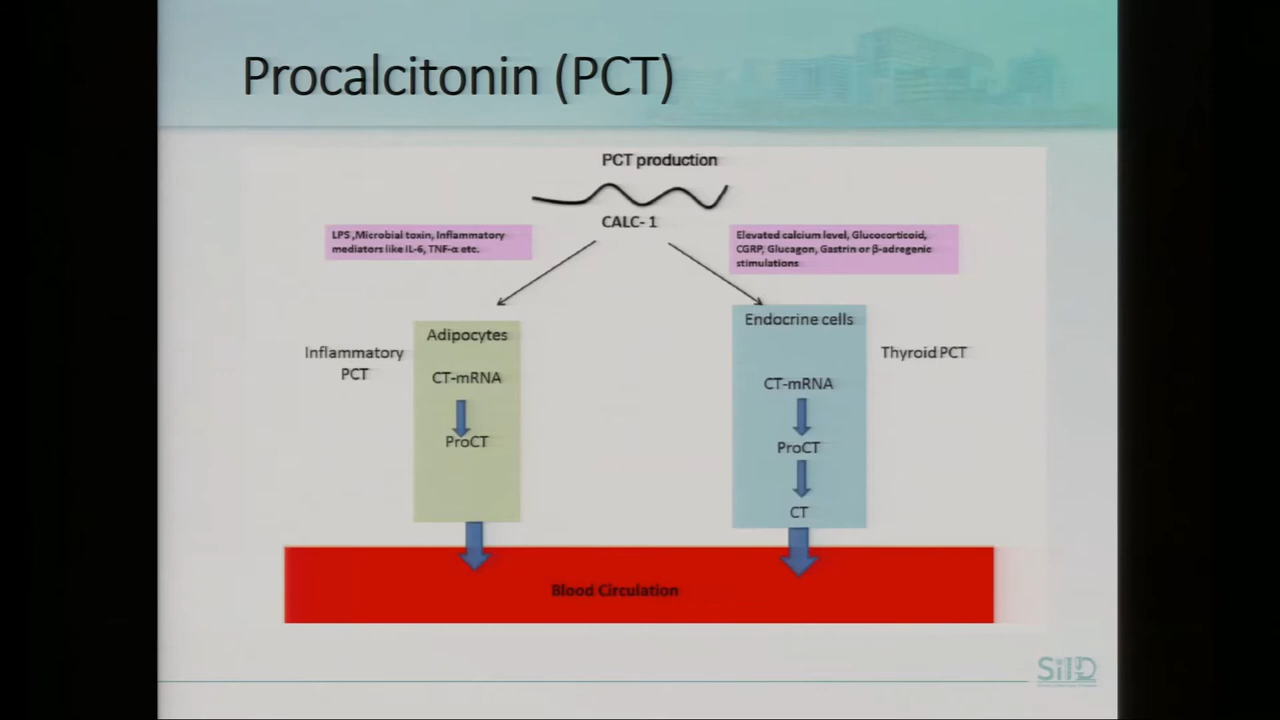 Procalcitonin (PCT)
PCT production
CALC- 1
LPS ,Microbial toxin, Inflammatory
mediators like IL-6, TNF-α etc.
Elevated calcium level, Glucocorticoid,
CGRP, Glucagon, Gastrin or β-adregenic
stimulations
Inflammatory
PCT
Adipocytes
CT-mRNA
ProCT
Endocrine cells
CT-mRNA
ProCT
CT
Thyroid PCT
Blood Circulation
SiID